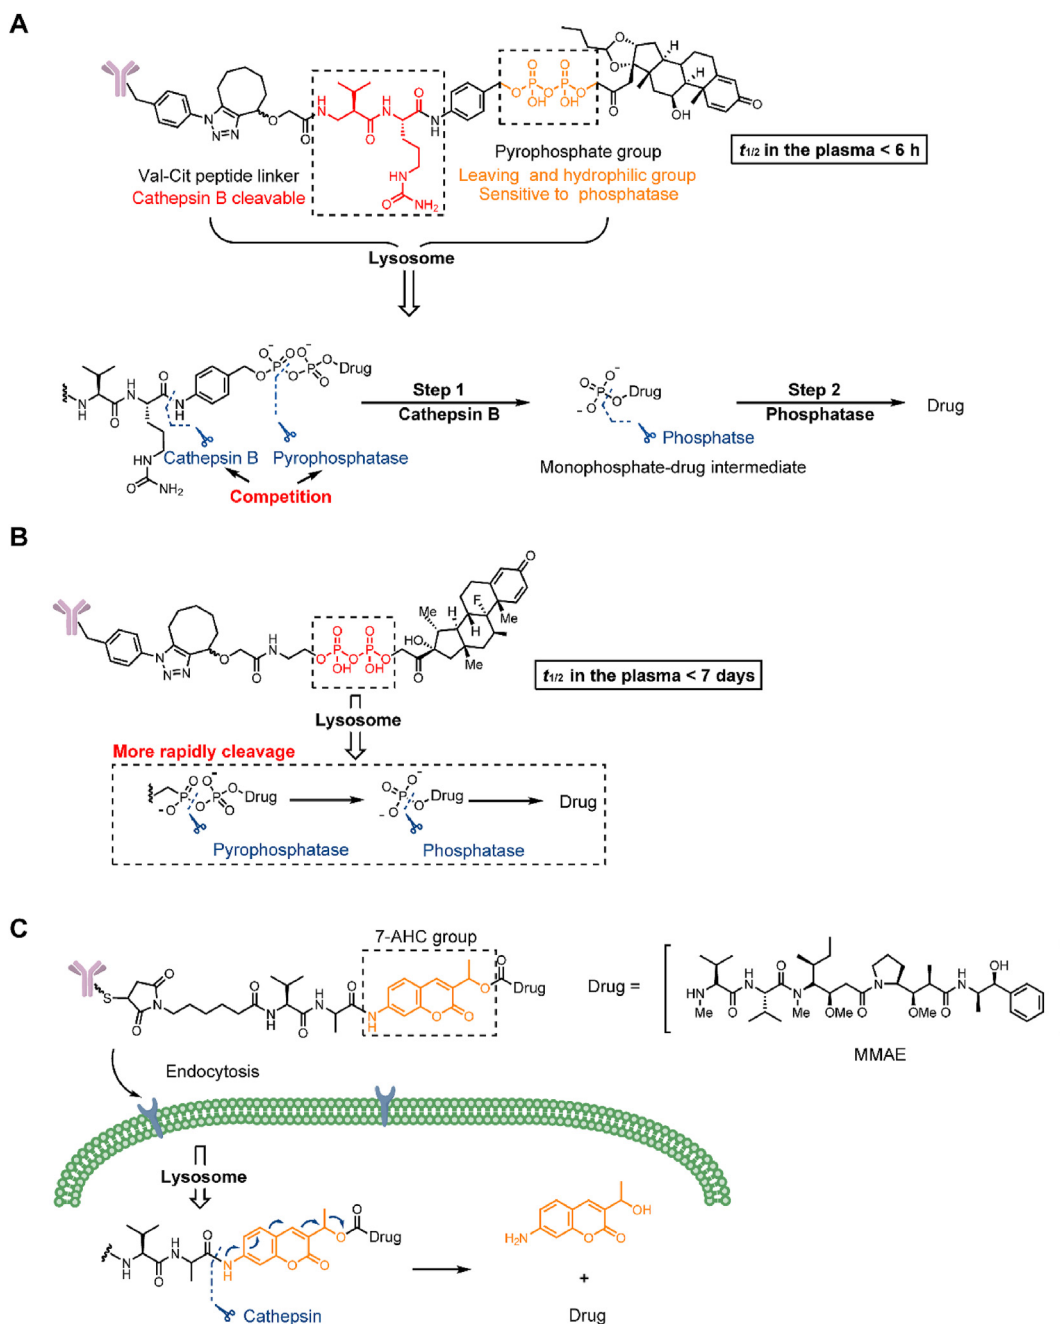 A
t1/2 in the plasma < 6 h
Val-Cit peptide linker
Cathepsin B cleavable
Pyrophosphate group
Leaving and hydrophilic group
Sensitive to phosphatase
Lysosome
Drug
Cathepsin B
Pyrophosphatase
Competition
Step 1
Cathepsin B
Drug
Phosphatse
Monophosphate-drug intermediate
Step 2
Phosphatase
Drug
B
t1/2 in the plasma < 7 days
Lysosome
More rapidly cleavage
Drug
Pyrophosphatase
Drug
Phosphatase
Drug
C
7-AHC group
Drug
Drug =
MMAE
Endocytosis
Lysosome
Drug
Cathepsin
+
Drug